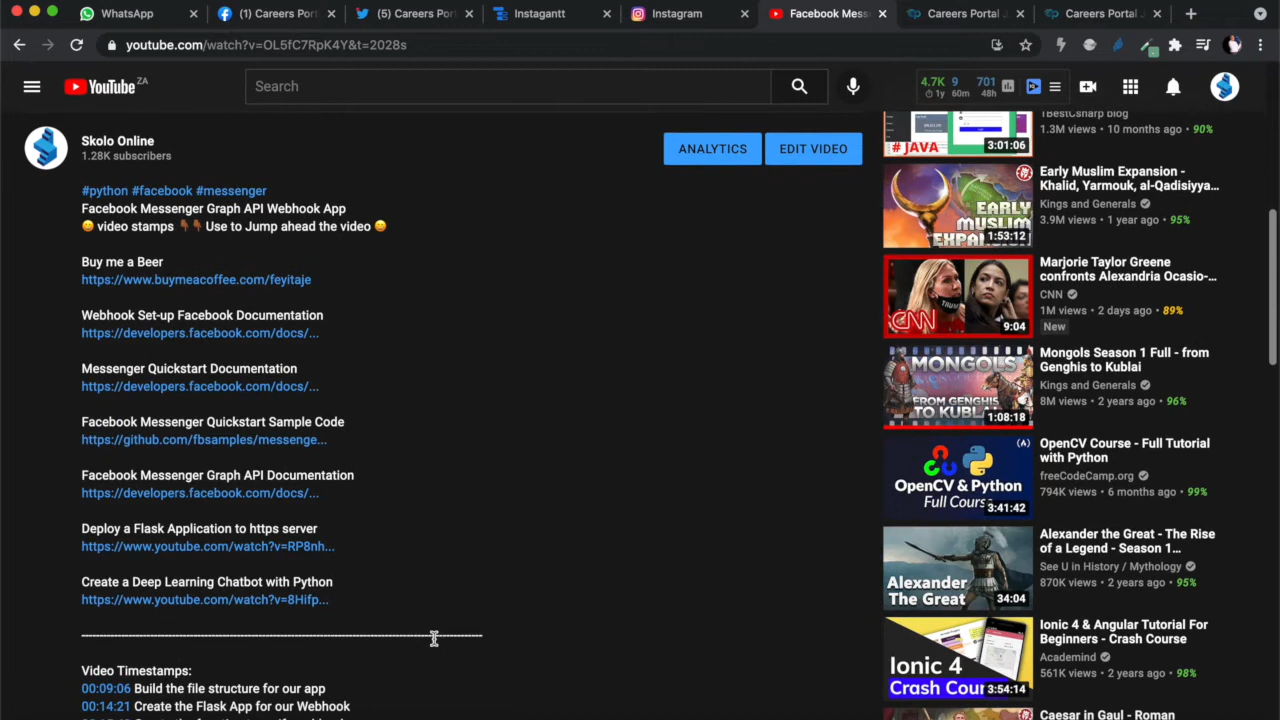 WhatsApp
(1) Careers Port
(5) Careers Port
Instagantt
Instagram
Facebook Mess
Careers Portal J
Careers Portal J
youtube.com/watch?v=OL5fC7RpK4Y&t=2028s
YouTube ZA
Search
4.7K 9 701
1y 60m 48h
Skolo Online
1.28K subscribers
ANALYTICS
EDIT VIDEO
#python #facebook #messenger
Facebook Messenger Graph API Webhook App
😀 video stamps 👇🏾👇🏾 Use to Jump ahead the video 😀
Buy me a Beer
https://www.buymeacoffee.com/feyitaje
Webhook Set-up Facebook Documentation
https://developers.facebook.com/docs/...
Messenger Quickstart Documentation
https://developers.facebook.com/docs/...
Facebook Messenger Quickstart Sample Code
https://github.com/fbsamples/messenge...
Facebook Messenger Graph API Documentation
https://developers.facebook.com/docs/...
Deploy a Flask Application to https server
https://www.youtube.com/watch?v=RP8nh...
Create a Deep Learning Chatbot with Python
https://www.youtube.com/watch?v=8Hifp...
Video Timestamps:
00:09:06 Build the file structure for our app
00:14:21 Create the Flask App for our Webhook
# JAVA
3:01:06
1BestCsharp blog
1.3M views • 10 months ago • 90%
EARLY
MUSLIM
EXPANSION
1:53:12
Early Muslim Expansion -
Khalid, Yarmouk, al-Qadisiyya...
Kings and Generals
3.9M views • 1 year ago • 95%
TRUMP
CNN
9:04
Marjorie Taylor Greene
confronts Alexandria Ocasio-...
CNN
1M views • 2 days ago • 89%
New
MONGOLS
FROM GENGHIS
TO KUBLAI
1:08:18
Mongols Season 1 Full - from
Genghis to Kublai
Kings and Generals
8M views • 2 years ago • 96%
OpenCV & Python
Full Course
3:41:42
OpenCV Course - Full Tutorial
with Python
freeCodeCamp.org
794K views • 6 months ago • 99%
Alexander
The Great
34:04
Alexander the Great - The Rise
of a Legend - Season 1...
See U in History / Mythology
870K views • 2 years ago • 95%
Ionic 4
Crash Cour
3:54:14
Ionic 4 & Angular Tutorial For
Beginners - Crash Course
Academind
561K views • 2 years ago • 98%
Caesar in Gaul - Roman